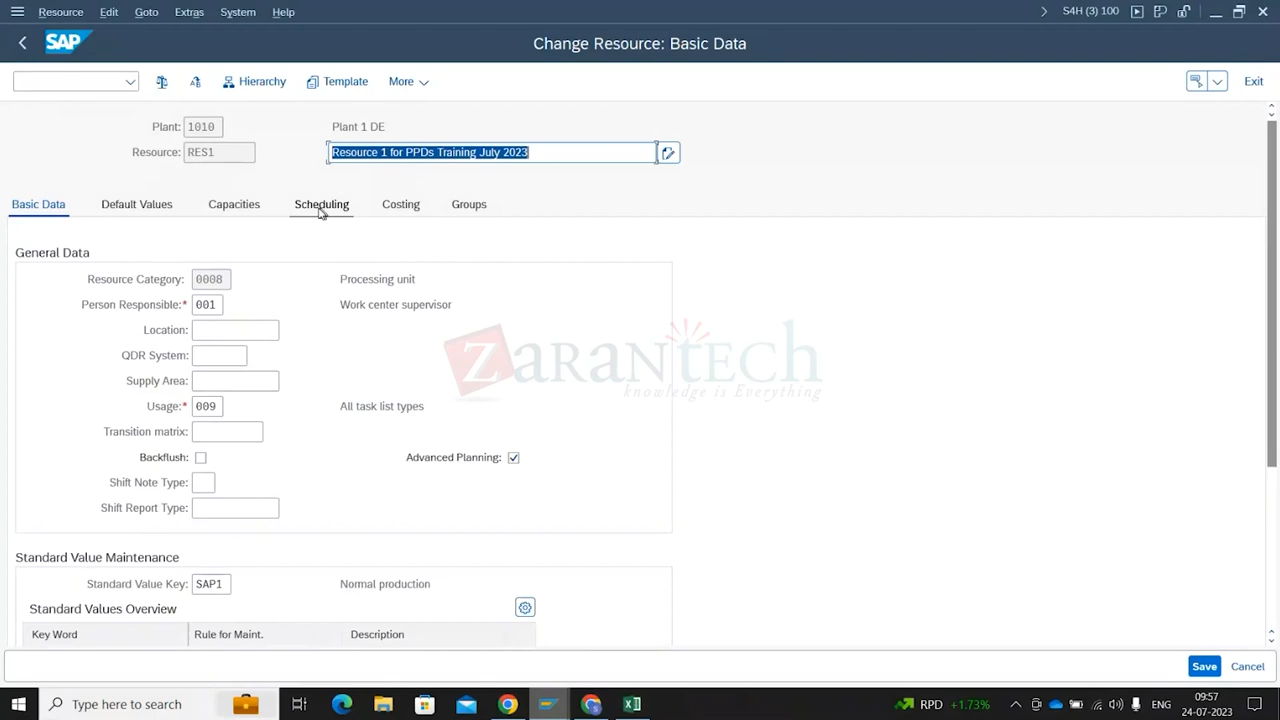 Resource Edit Goto Extras System Help S4H (3) 100
SAP Change Resource: Basic Data
Hierarchy Template More Exit
Plant: 1010 Plant 1 DE
Resource: RES1 Resource 1 for PPDs Training July 2023
Basic Data Default Values Capacities Scheduling Costing Groups
General Data
Resource Category: 0008 Processing unit
Person Responsible:* 001 Work center supervisor
Location:
QDR System:
Supply Area:
Usage:* 009 All task list types
Transition matrix:
Backflush: Advanced Planning:
Shift Note Type:
Shift Report Type:
ZARANTECH
knowledge is Everything
Standard Value Maintenance
Standard Value Key: SAP1 Normal production
Standard Values Overview
Key Word Rule for Maint. Description
Save Cancel
Type here to search RPD +1.73% ENG 09:57
24-07-2023